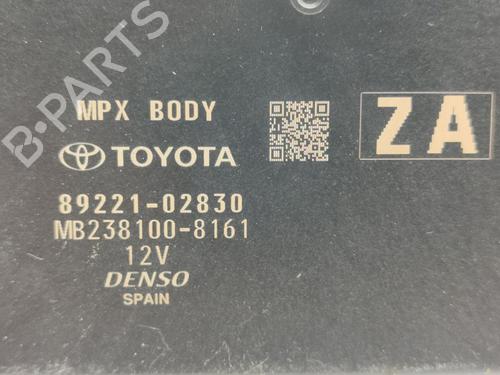 B-PARTS
MPX BODY
ZA
TOYOTA
89221-02830
MB238100-8161
12V
DENSO
SPAIN